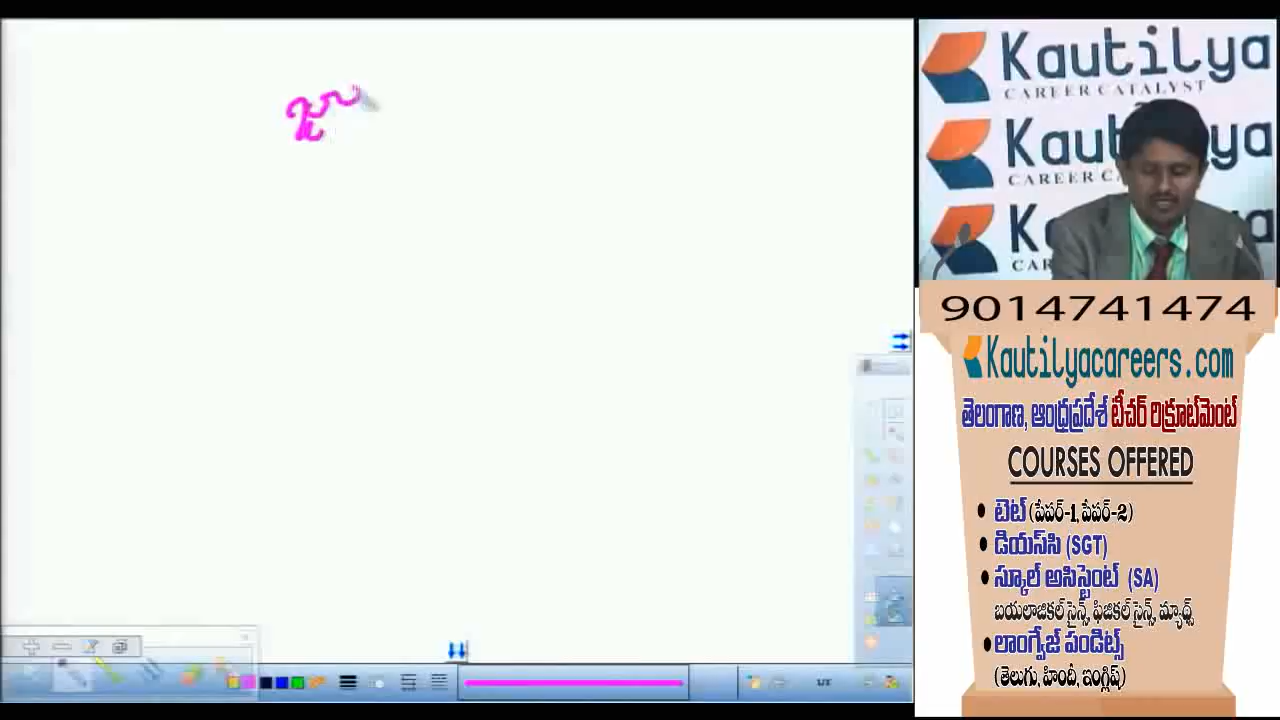 Kautilya
CAREER CATALYST
Kautilya
CAREER
9014741474
Kautilyacareers.com
తెలంగాణ, ఆంధ్రప్రదేశ్ టీచర్ రిక్రూట్‌మెంట్
COURSES OFFERED
• టెట్ (పేపర్-1, పేపర్-2)
• డియస్‌సి (SGT)
• స్కూల్ అసిస్టెంట్ (SA)
బయలాజికల్ సైన్స్, ఫిజికల్ సైన్స్, మ్యాథ్స్
• లాంగ్వేజ్ పండిట్స్
(తెలుగు, హిందీ, ఇంగ్లిష్)